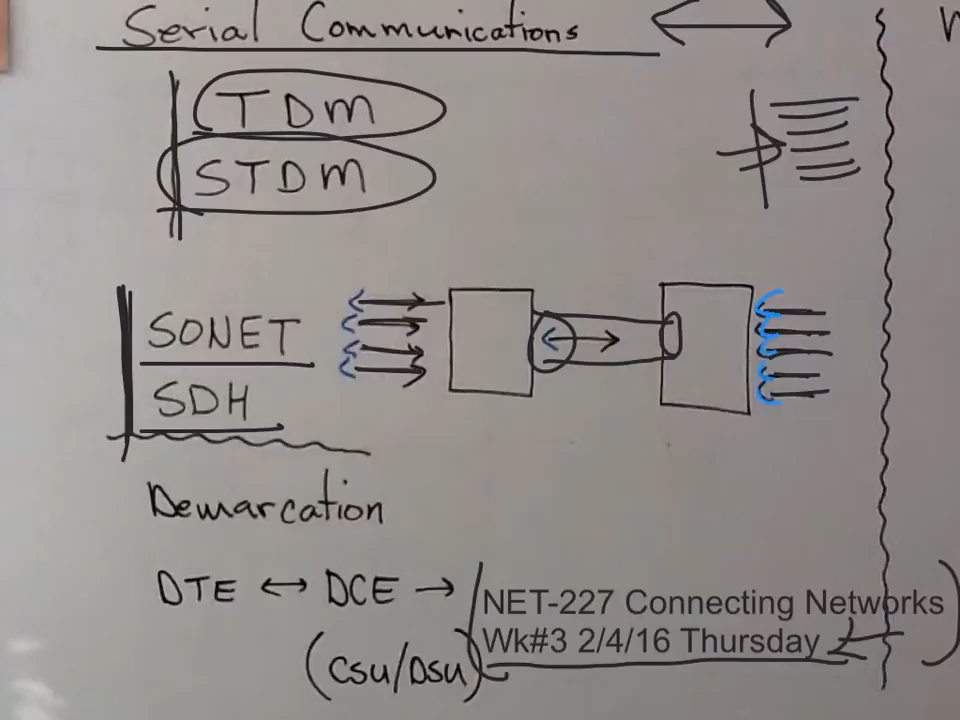 Serial Communications
TDM
STDM
SONET
SDH
Demarcation
DTE ↔ DCE →
(CSU/DSU)
NET-227 Connecting Networks
Wk#3 2/4/16 Thursday